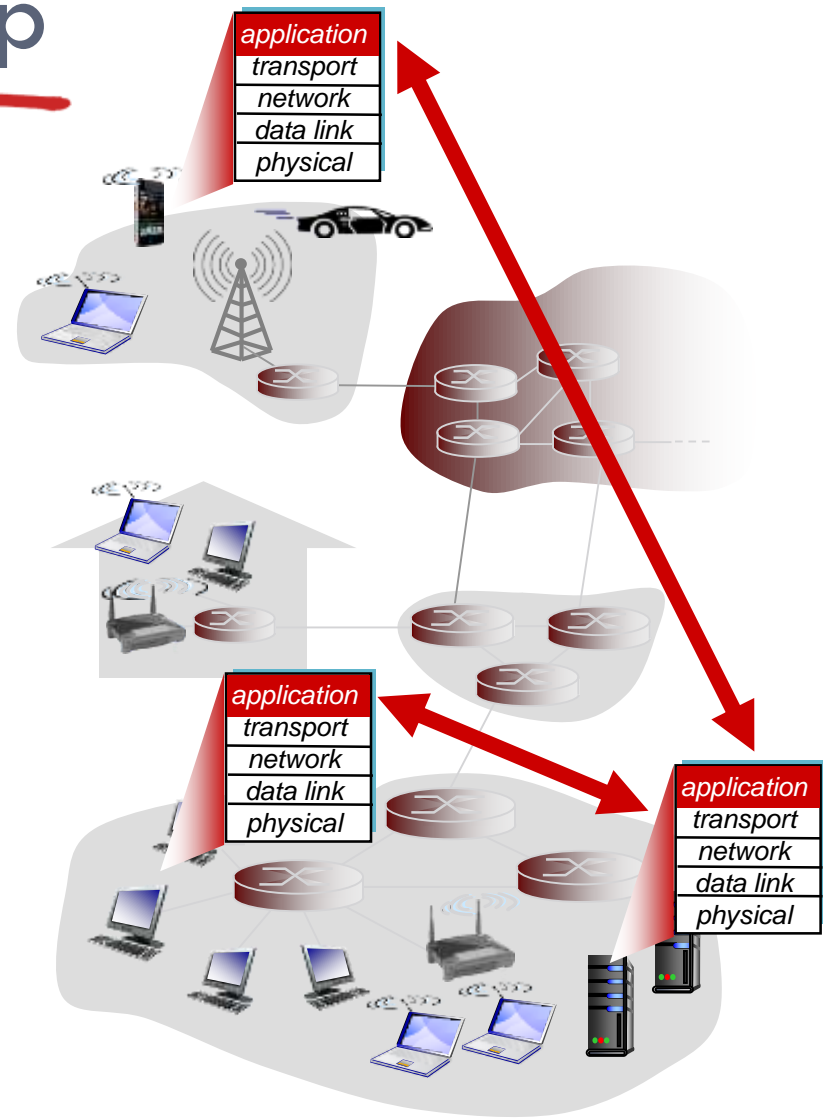 p
application
transport
network
data link
physical
application
transport
network
data link
physical
application
transport
network
data link
physical